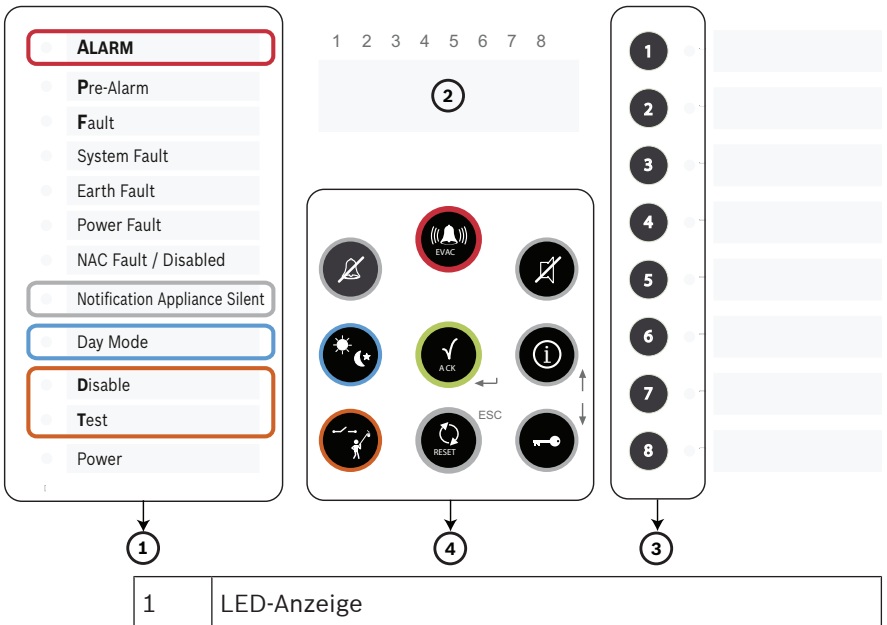 ALARM
Pre-Alarm
Fault
System Fault
Earth Fault
Power Fault
NAC Fault / Disabled
Notification Appliance Silent
Day Mode
Disable
Test
Power
1 2 3 4 5 6 7 8
2
EVAC
ACK
ESC
RESET
1
2
3
4
5
6
7
8
1
4
3
1 LED-Anzeige